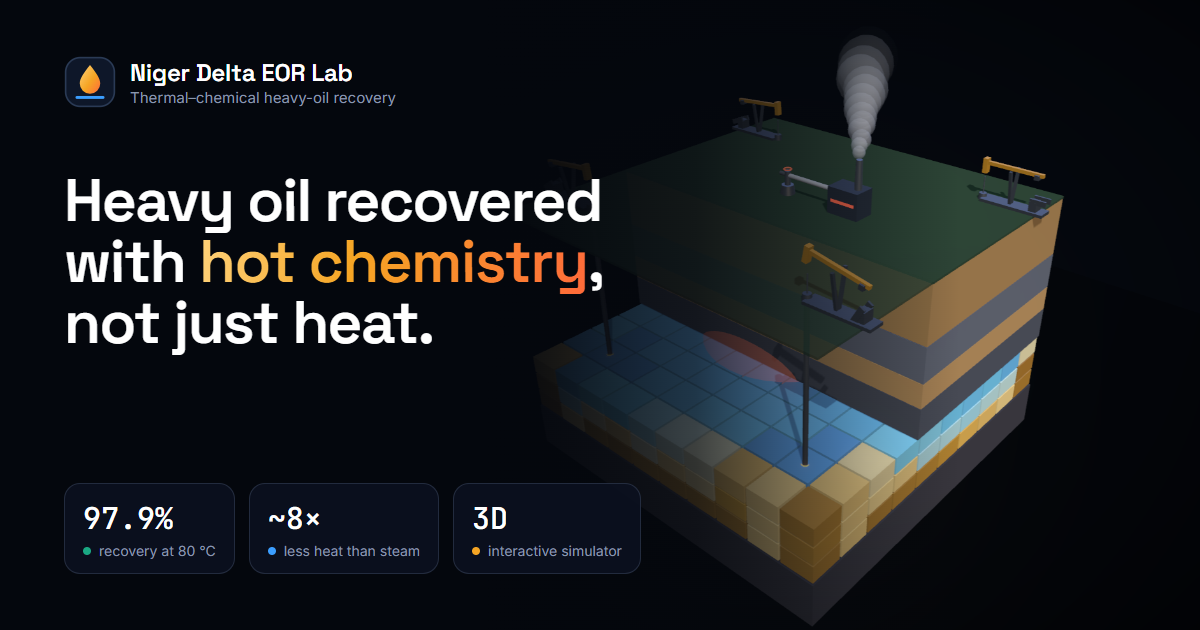 Niger Delta EOR Lab
Thermal–chemical heavy-oil recovery
Heavy oil recovered
with hot chemistry,
not just heat.
97.9%
recovery at 80 °C
~8×
less heat than steam
3D
interactive simulator